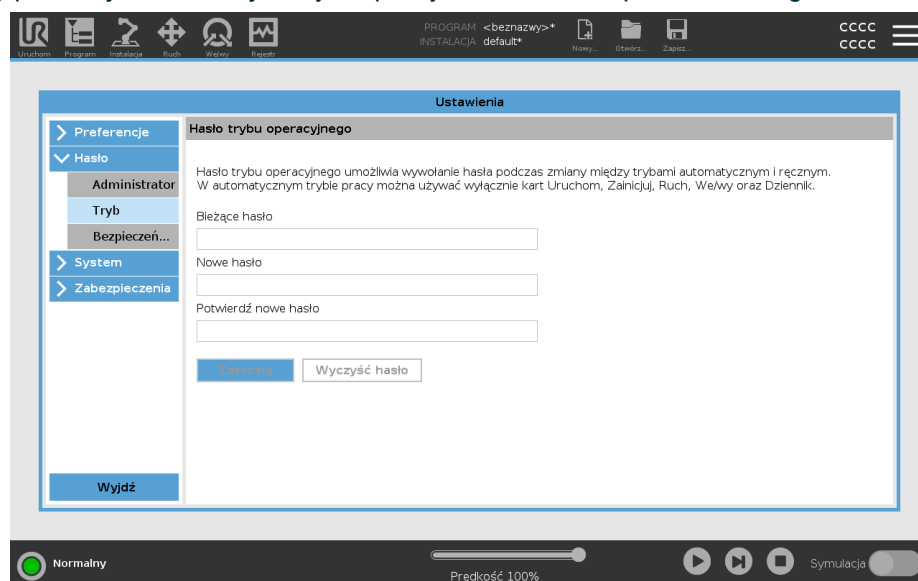 PROGRAM <beznazwy>*
INSTALACJA default*
CCCC
CCCC
Uruchom Program Instalacja Ruch We/wy Rejestr Nowy... Otwórz... Zapisz...
Ustawienia
Preferencje
Hasło
Administrator
Tryb
Bezpieczeń...
System
Zabezpieczenia
Wyjdź
Hasło trybu operacyjnego
Hasło trybu operacyjnego umożliwia wywołanie hasła podczas zmiany między trybami automatycznym i ręcznym.
W automatycznym trybie pracy można używać wyłącznie kart Uruchom, Zainicjuj, Ruch, We/wy oraz Dziennik.
Bieżące hasło
Nowe hasło
Potwierdź nowe hasło
Zastosuj Wyczyść hasło
Normalny
Prędkość 100%
Symulacja